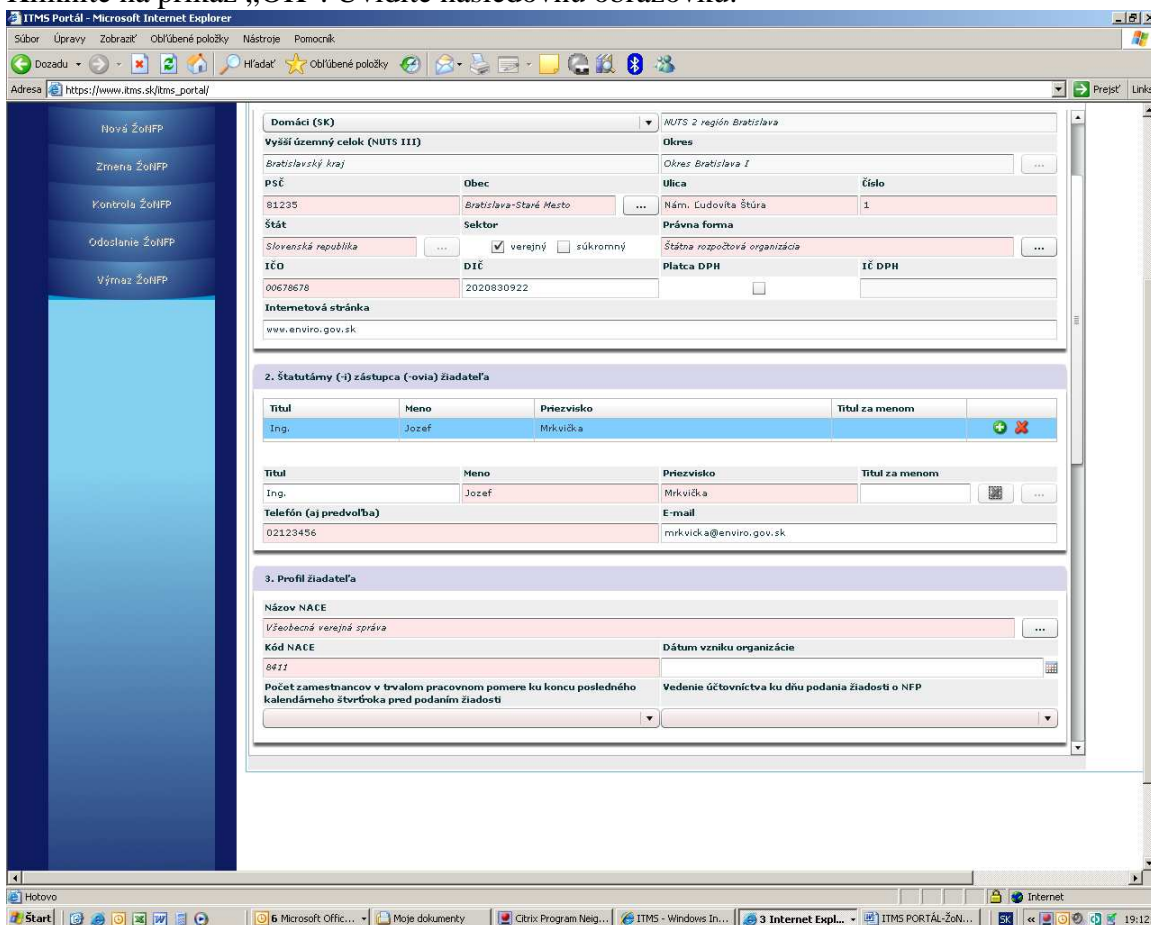 Kliknite na príkaz „OK“. Uvidíte nasledovnú obrazovku:
ITMS Portál - Microsoft Internet Explorer
Súbor Úpravy Zobraziť Obľúbené položky Nástroje Pomocník
Dozadu Hľadať Obľúbené položky
Adresa https://www.itms.sk/itms_portal/ Prejsť Links
Nová ŽoNFP
Zmena ŽoNFP
Kontrola ŽoNFP
Odoslanie ŽoNFP
Výmaz ŽoNFP
Domáci (SK) NUTS 2 región Bratislava
Vyšší územný celok (NUTS III) Okres
Bratislavský kraj Okres Bratislava I ...
PSČ Obec Ulica Číslo
81235 Bratislava-Staré Mesto ... Nám. Ľudovíta Štúra 1
Štát Sektor Právna forma
Slovenská republika ... verejný súkromný Štátna rozpočtová organizácia ...
IČO DIČ Platca DPH IČ DPH
00678678 2020830922
Internetová stránka
www.enviro.gov.sk
2. Štatutárny (-i) zástupca (-ovia) žiadateľa
Titul Meno Priezvisko Titul za menom
Ing. Jozef Mrkvička
Titul Meno Priezvisko Titul za menom
Ing. Jozef Mrkvička ...
Telefón (aj predvoľba) E-mail
02123456 mrkvicka@enviro.gov.sk
3. Profil žiadateľa
Názov NACE
Všeobecná verejná správa ...
Kód NACE Dátum vzniku organizácie
8411
Počet zamestnancov v trvalom pracovnom pomere ku koncu posledného Vedenie účtovníctva ku dňu podania žiadosti o NFP
kalendárneho štvrťroka pred podaním žiadosti
Hotovo Internet
Štart 6 Microsoft Offic... Moje dokumenty Citrix Program Neig... ITMS - Windows In... 3 Internet Expl... ITMS PORTÁL-ŽoN... SK « 19:12